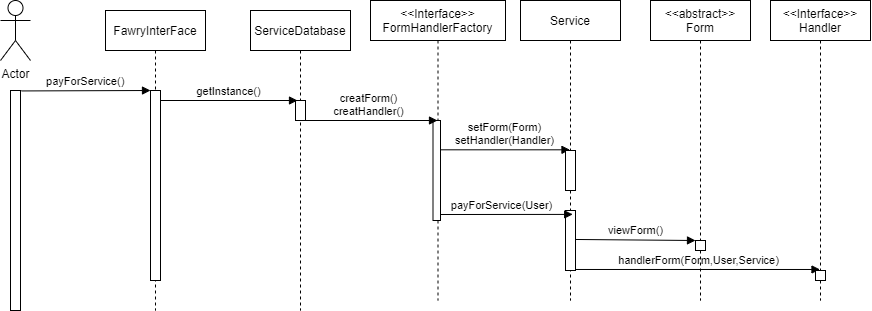 <<Interface>>
FormHandlerFactory
<<abstract>>
Form
<<Interface>>
Handler
FawryInterFace
ServiceDatabase
Service
Actor
payForService()
getInstance()
creatForm()
creatHandler()
setForm(Form)
setHandler(Handler)
payForService(User)
viewForm()
handlerForm(Form,User,Service)